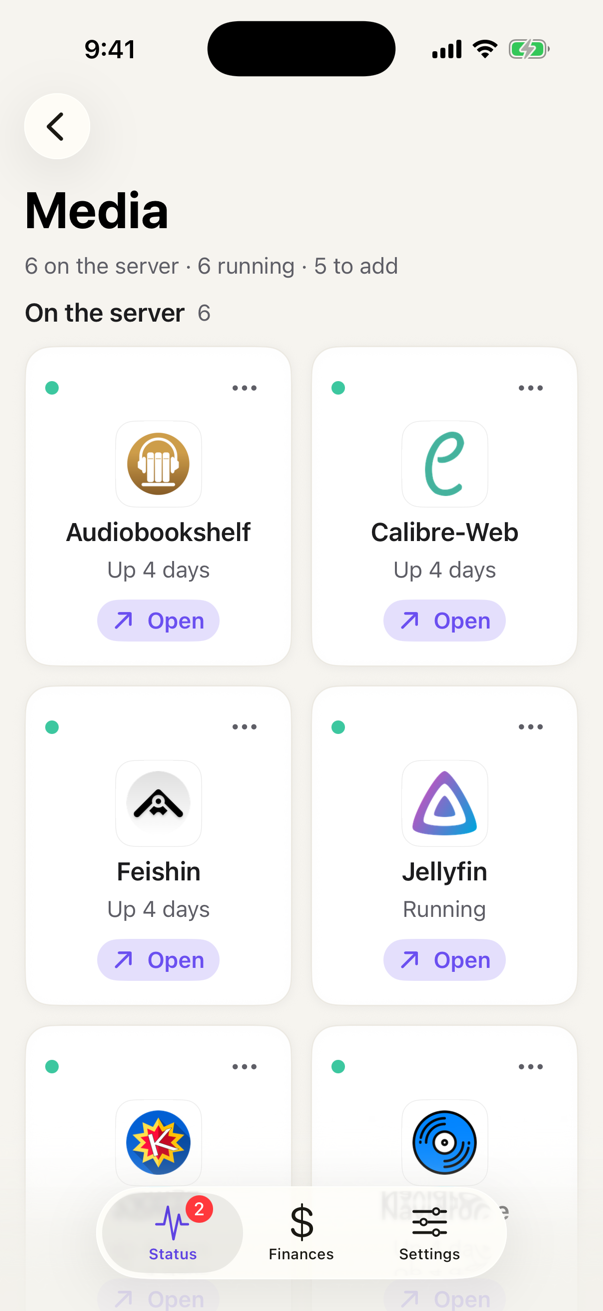 9:41
Media
6 on the server · 6 running · 5 to add
On the server 6
Audiobookshelf
Calibre-Web
Up 4 days
Up 4 days
Open
Open
Feishin
Jellyfin
Up 4 days
Running
Open
Open
2
Status
Finances
Settings
Open
Open